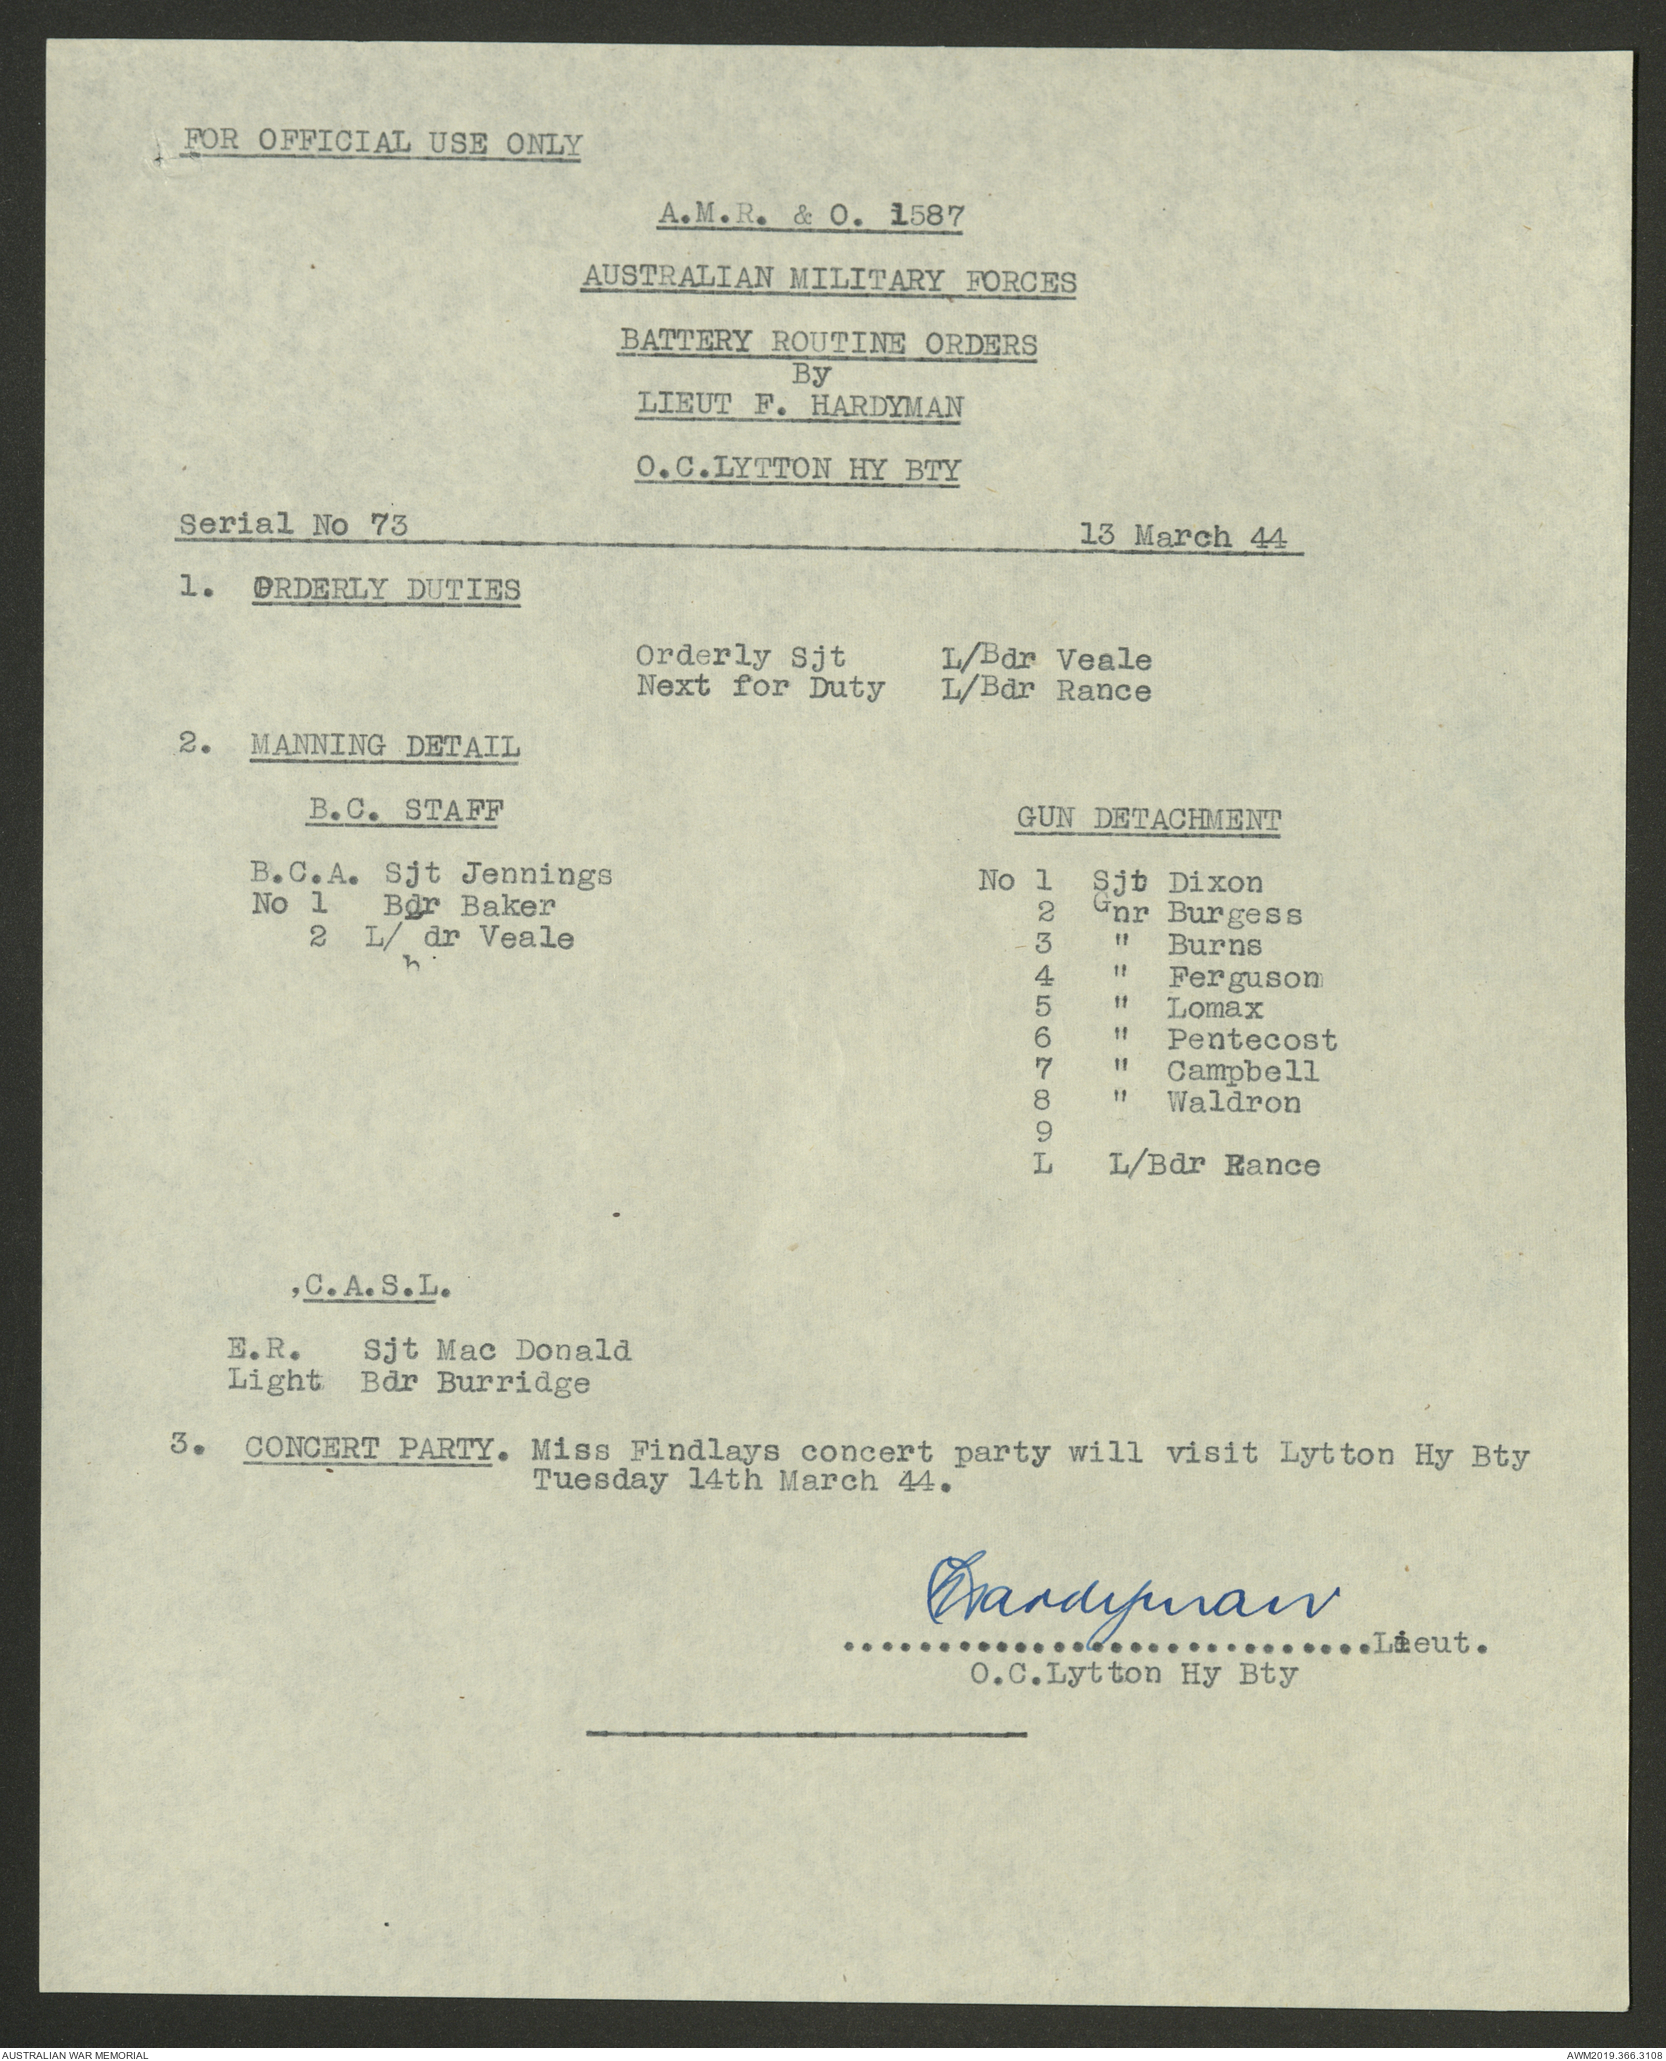 FOR OFFICIAL USE ONLY
A.M.R. & O. 1587
AUSTRALIAN MILITARY FORCES
BATTERY ROUTINE ORDERS
By
LIEUT F. HARDYMAN
O.C.LYTTON HY BTY
Serial No 73 13 March 44
1. ORDERLY DUTIES
Orderly Sjt L/Bdr Veale
Next for Duty L/Bdr Rance
2. MANNING DETAIL
B.C. STAFF
B.C.A. Sjt Jennings
No 1 Bdr Baker
2 L/ dr Veale
GUN DETACHMENT
No 1 Sjt Dixon
2 Gnr Burgess
3 " Burns
4 " Ferguson
5 " Lomax
6 " Pentecost
7 " Campbell
8 " Waldron
9
L L/Bdr Rance
,C.A.S.L.
E.R. Sjt Mac Donald
Light Bdr Burridge
3. CONCERT PARTY. Miss Findlays concert party will visit Lytton Hy Bty
Tuesday 14th March 44.
Hardyman
............................Lieut.
O.C.Lytton Hy Bty
AUSTRALIAN WAR MEMORIAL AWM2019.366.3108